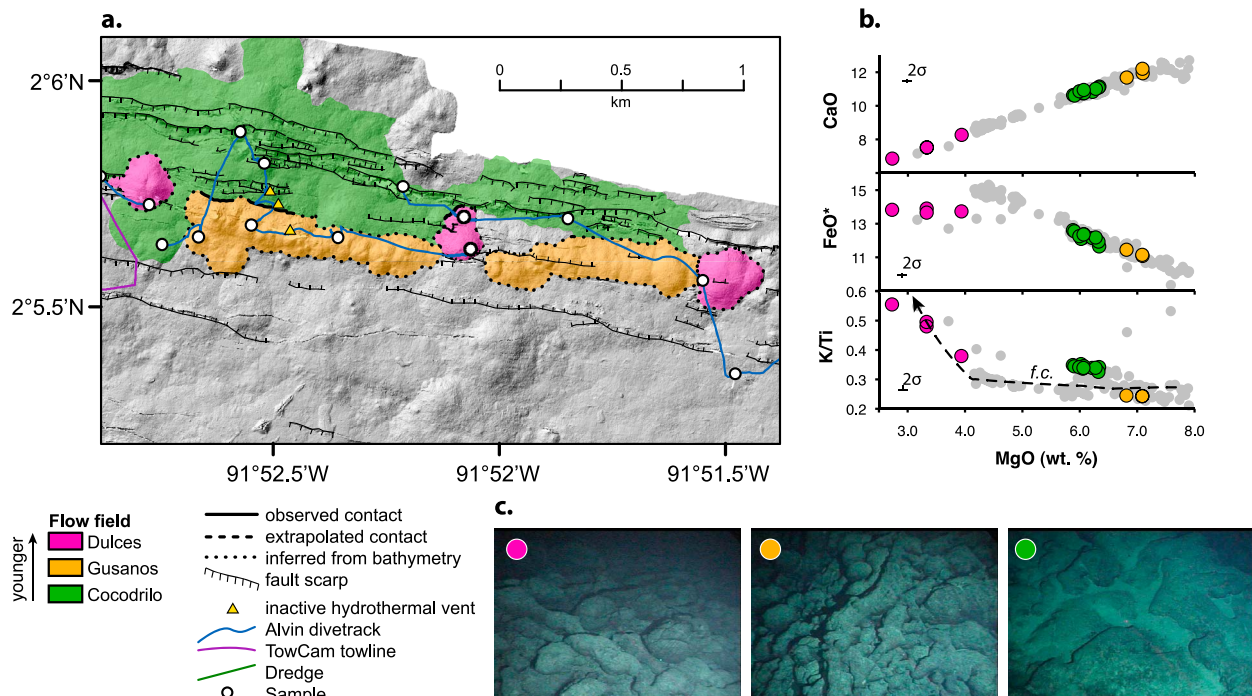 a.
2°6’N
2°5.5’N
91°52.5’W
91°52’W
91°51.5’W
0
0.5
1
km
b.
CaO
12
10
8
2σ
FeO*
15
13
11
2σ
K/Ti
0.6
0.5
0.4
0.3
0.2
2σ
f.c.
3.0
4.0
5.0
6.0
7.0
8.0
MgO (wt. %)
younger
Flow field
Dulces
Gusanos
Cocodrilo
observed contact
extrapolated contact
inferred from bathymetry
fault scarp
inactive hydrothermal vent
Alvin divetrack
TowCam towline
Dredge
Sample
c.